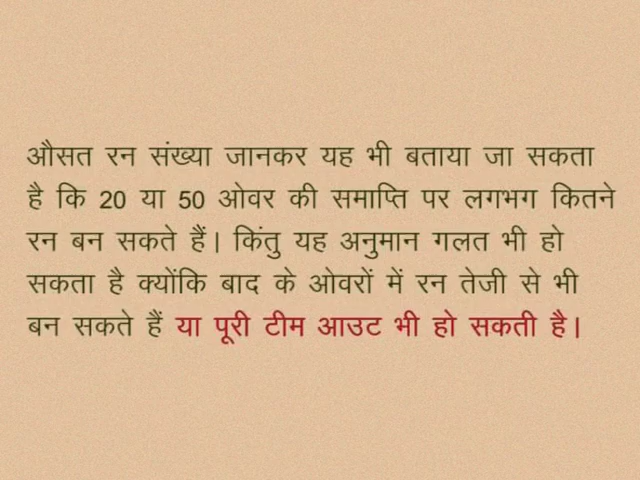 औसत रन संख्या जानकर यह भी बताया जा सकता
है कि 20 या 50 ओवर की समाप्ति पर लगभग कितने
रन बन सकते हैं। किंतु यह अनुमान गलत भी हो
सकता है क्योंकि बाद के ओवरों में रन तेजी से भी
बन सकते हैं या पूरी टीम आउट भी हो सकती है।